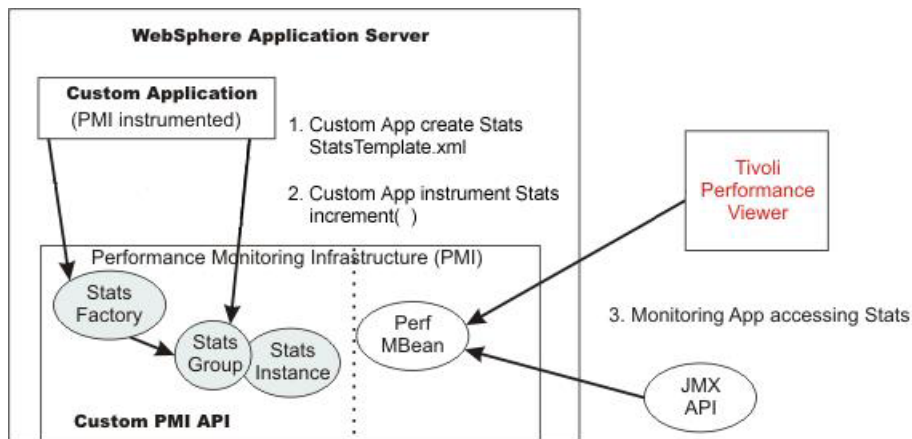 WebSphere Application Server
Custom Application
(PMI instrumented)
1. Custom App create Stats
StatsTemplate.xml
2. Custom App instrument Stats
increment( )
Tivoli
Performance
Viewer
Performance Monitoring Infrastructure (PMI)
Stats
Factory
Stats
Group
Stats
Instance
Perf
MBean
3. Monitoring App accessing Stats
JMX
API
Custom PMI API